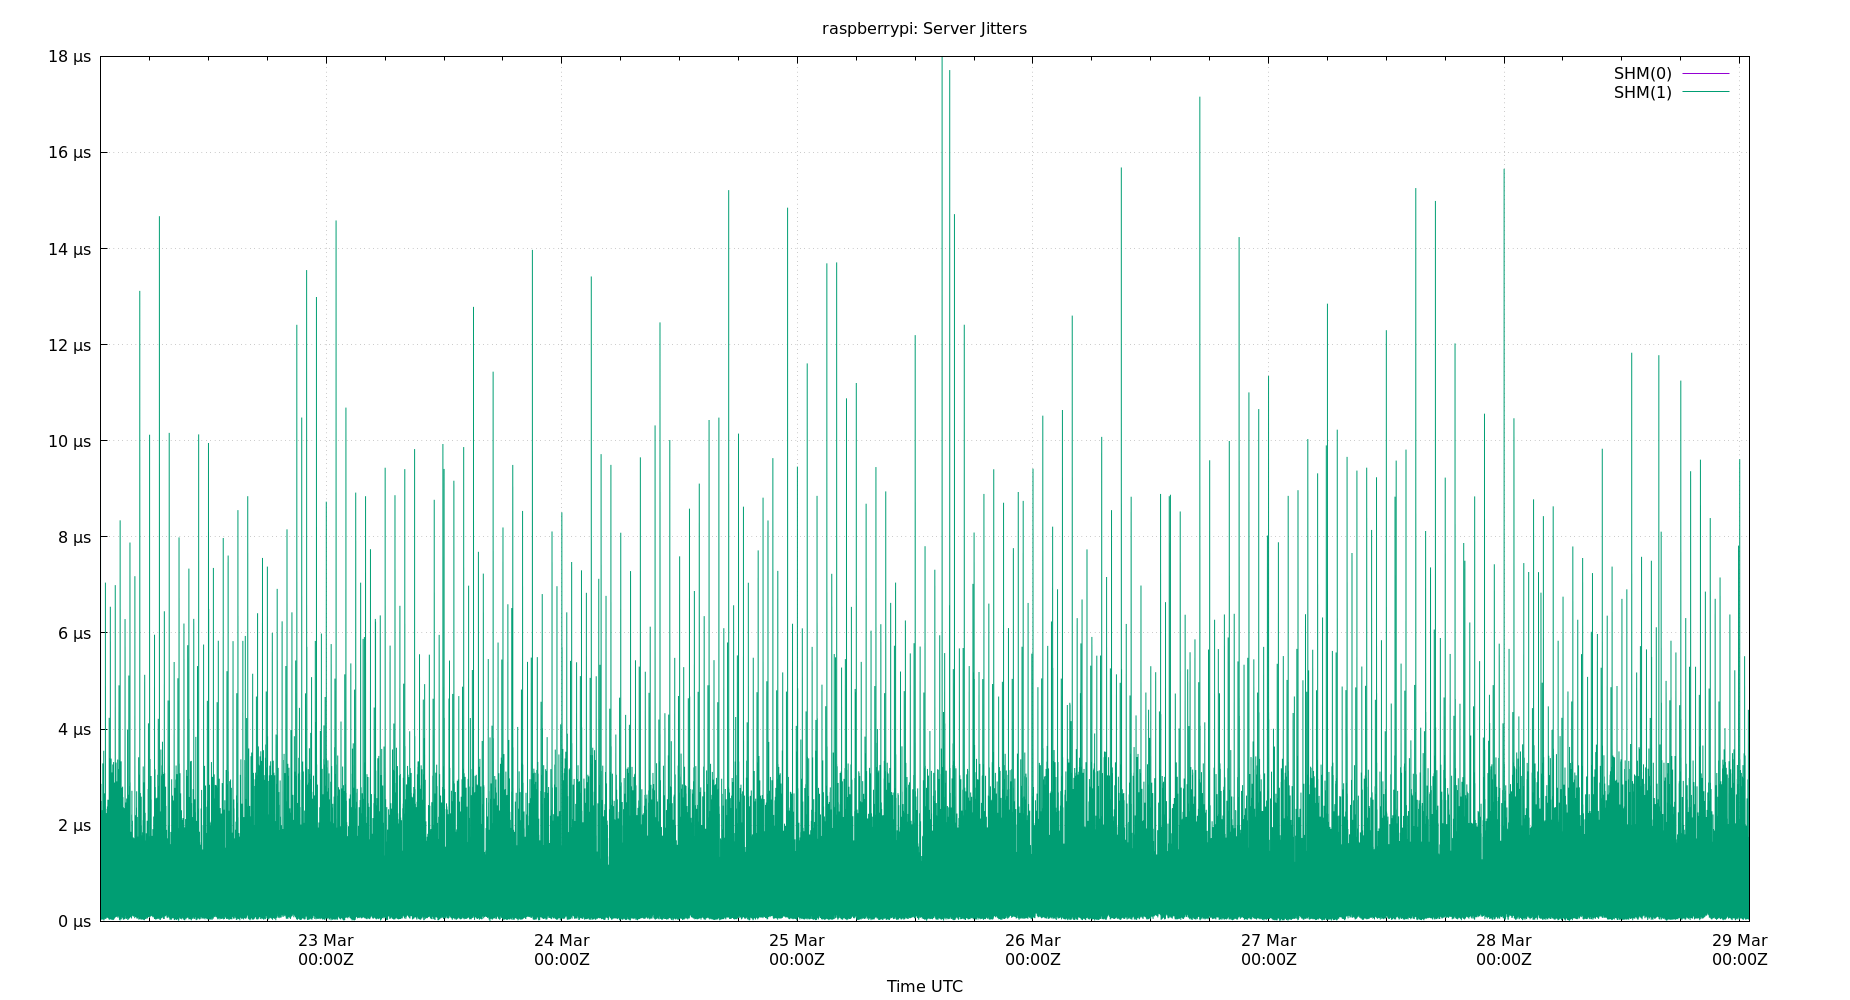 raspberrypi: Server Jitters
18 µs
16 µs
14 µs
12 µs
10 µs
8 µs
6 µs
4 µs
2 µs
0 µs
SHM(0)
SHM(1)
23 Mar
00:00Z
24 Mar
00:00Z
25 Mar
00:00Z
26 Mar
00:00Z
27 Mar
00:00Z
28 Mar
00:00Z
29 Mar
00:00Z
Time UTC